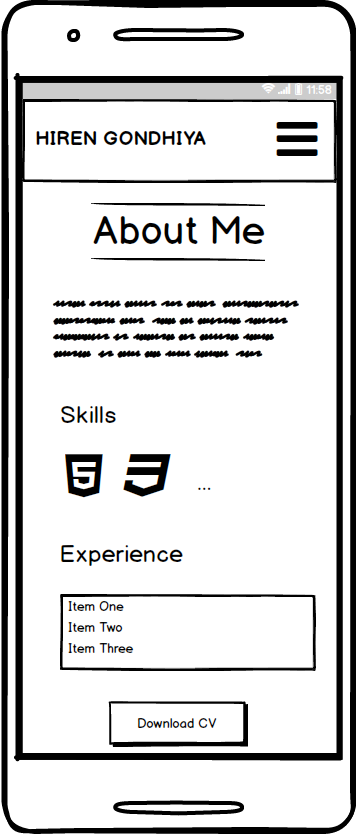 11:58
HIREN GONDHIYA
About Me
Skills
5 3 ...
Experience
Item One
Item Two
Item Three
Download CV